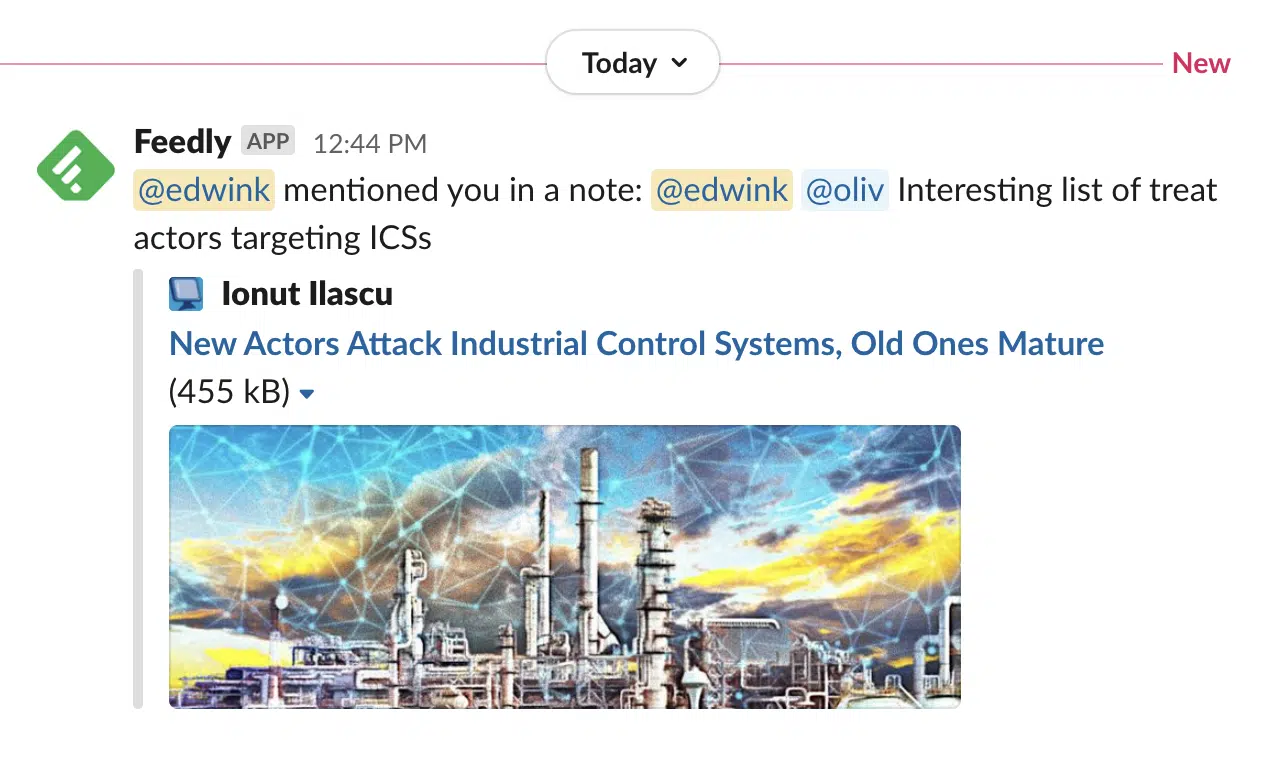 Today
New
Feedly APP 12:44 PM
@edwink mentioned you in a note: @edwink @oliv Interesting list of treat
actors targeting ICSs
Ionut Ilascu
New Actors Attack Industrial Control Systems, Old Ones Mature
(455 kB)